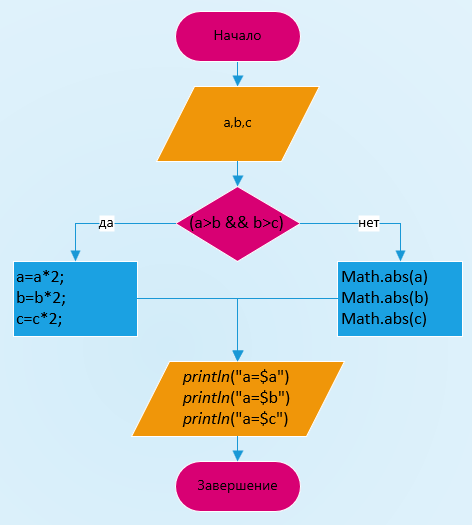 Начало
a,b,c
(a>b && b>c)
да
нет
a=a*2;
b=b*2;
c=c*2;
Math.abs(a)
Math.abs(b)
Math.abs(c)
println("a=$a")
println("a=$b")
println("a=$c")
Завершение